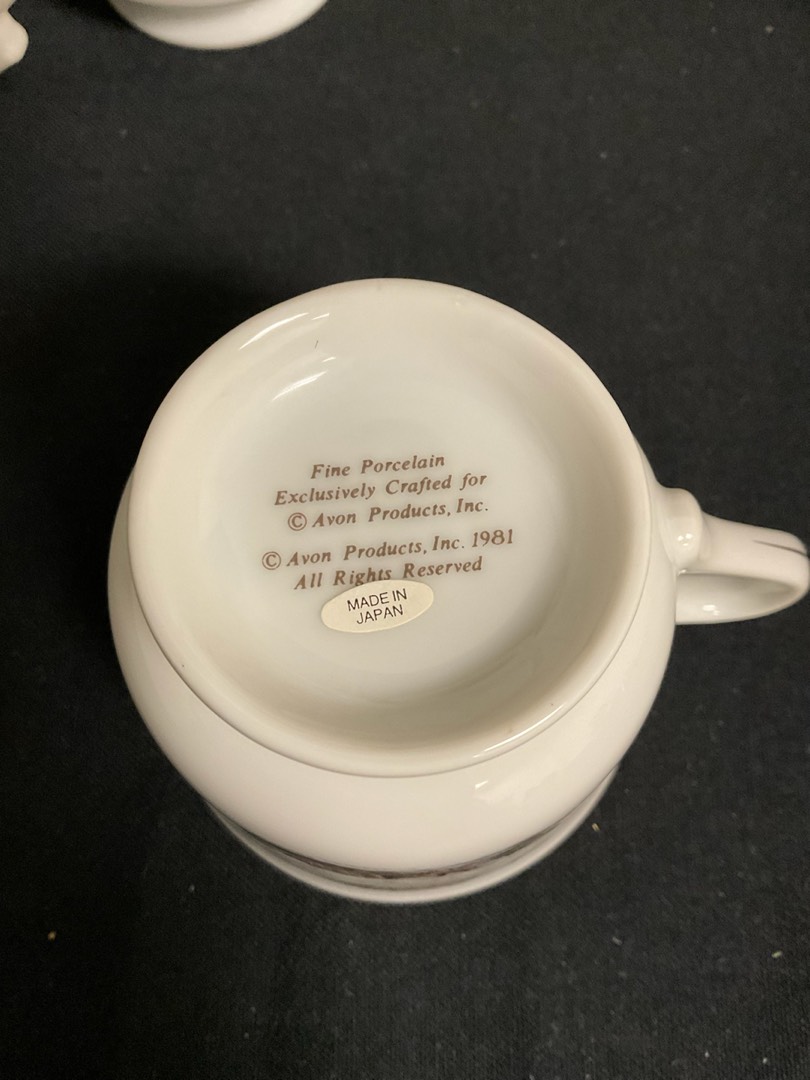 Fine Porcelain
Exclusively Crafted for
© Avon Products, Inc.
© Avon Products, Inc. 1981
All Rights Reserved
MADE IN
JAPAN